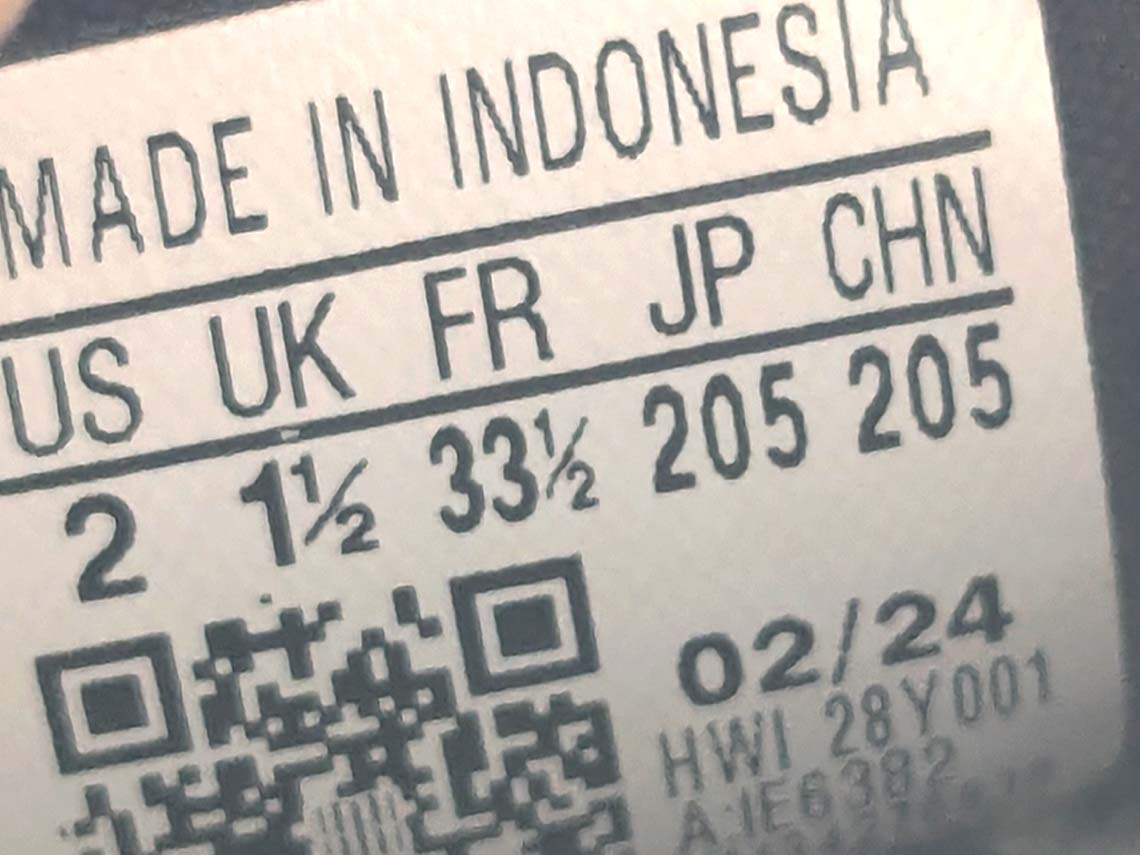 MADE IN INDONESIA
US UK FR JP CHN
2 1½ 33½ 205 205
02/24
HWI 28Y001